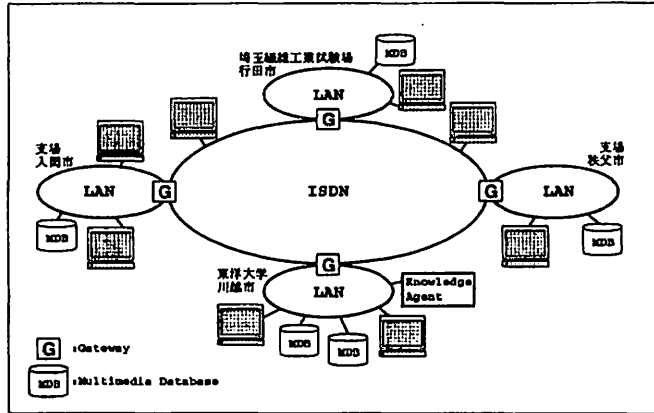 埼玉繊維工業試験場
行田市
MDB
LAN
G
支場
入間市
LAN
G
MDB
ISDN
支場
秩父市
G
LAN
MDB
東洋大学
川越市
G
LAN
Knowledge
Agent
MDB
MDB
G :Gateway
MDB :Multimedia Database